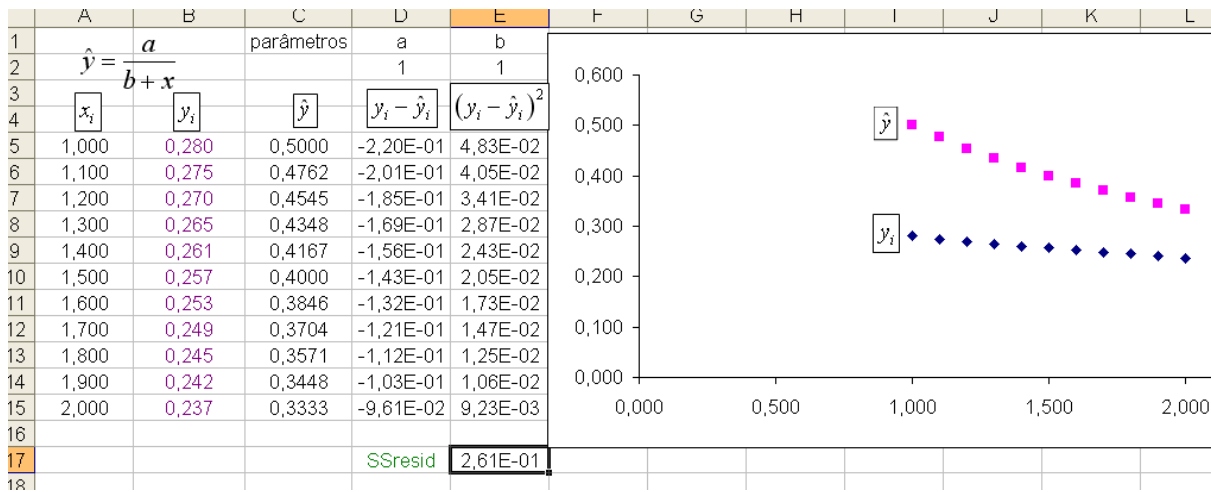 A B C D E F G H I J K L
1 ŷ = a / (b + x) parâmetros a b
2 1 1
3
4 xᵢ yᵢ ŷ yᵢ − ŷᵢ (yᵢ − ŷᵢ)²
5 1,000 0,280 0,5000 -2,20E-01 4,83E-02
6 1,100 0,275 0,4762 -2,01E-01 4,05E-02
7 1,200 0,270 0,4545 -1,85E-01 3,41E-02
8 1,300 0,265 0,4348 -1,69E-01 2,87E-02
9 1,400 0,261 0,4167 -1,56E-01 2,43E-02
10 1,500 0,257 0,4000 -1,43E-01 2,05E-02
11 1,600 0,253 0,3846 -1,32E-01 1,73E-02
12 1,700 0,249 0,3704 -1,21E-01 1,47E-02
13 1,800 0,245 0,3571 -1,12E-01 1,25E-02
14 1,900 0,242 0,3448 -1,03E-01 1,06E-02
15 2,000 0,237 0,3333 -9,61E-02 9,23E-03
16
17 SSresid 2,61E-01
18
0,600
0,500
0,400
0,300
0,200
0,100
0,000
ŷ
yᵢ
0,000 0,500 1,000 1,500 2,000